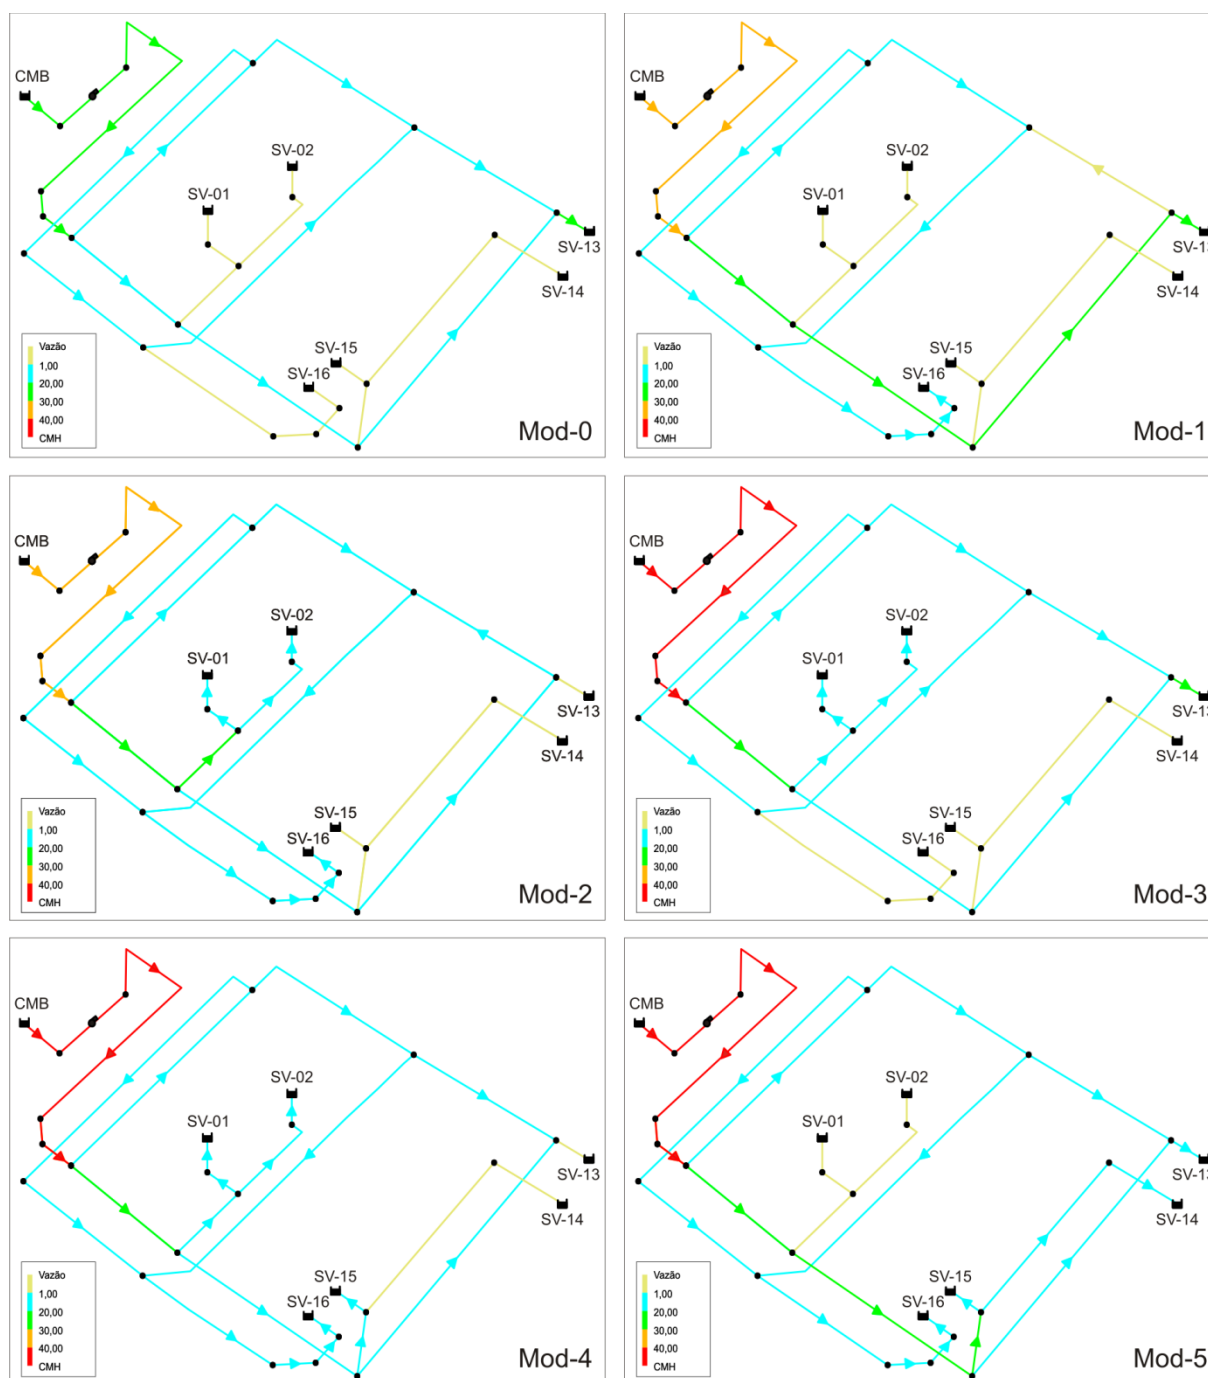 CMB
SV-02
SV-01
SV-13
SV-14
SV-15
SV-16
Vazão
1,00
20,00
30,00
40,00
CMH
Mod-0
CMB
SV-02
SV-01
SV-13
SV-14
SV-15
SV-16
Vazão
1,00
20,00
30,00
40,00
CMH
Mod-1
CMB
SV-02
SV-01
SV-13
SV-14
SV-15
SV-16
Vazão
1,00
20,00
30,00
40,00
CMH
Mod-2
CMB
SV-02
SV-01
SV-13
SV-14
SV-15
SV-16
Vazão
1,00
20,00
30,00
40,00
CMH
Mod-3
CMB
SV-02
SV-01
SV-13
SV-14
SV-15
SV-16
Vazão
1,00
20,00
30,00
40,00
CMH
Mod-4
CMB
SV-02
SV-01
SV-13
SV-14
SV-15
SV-16
Vazão
1,00
20,00
30,00
40,00
CMH
Mod-5